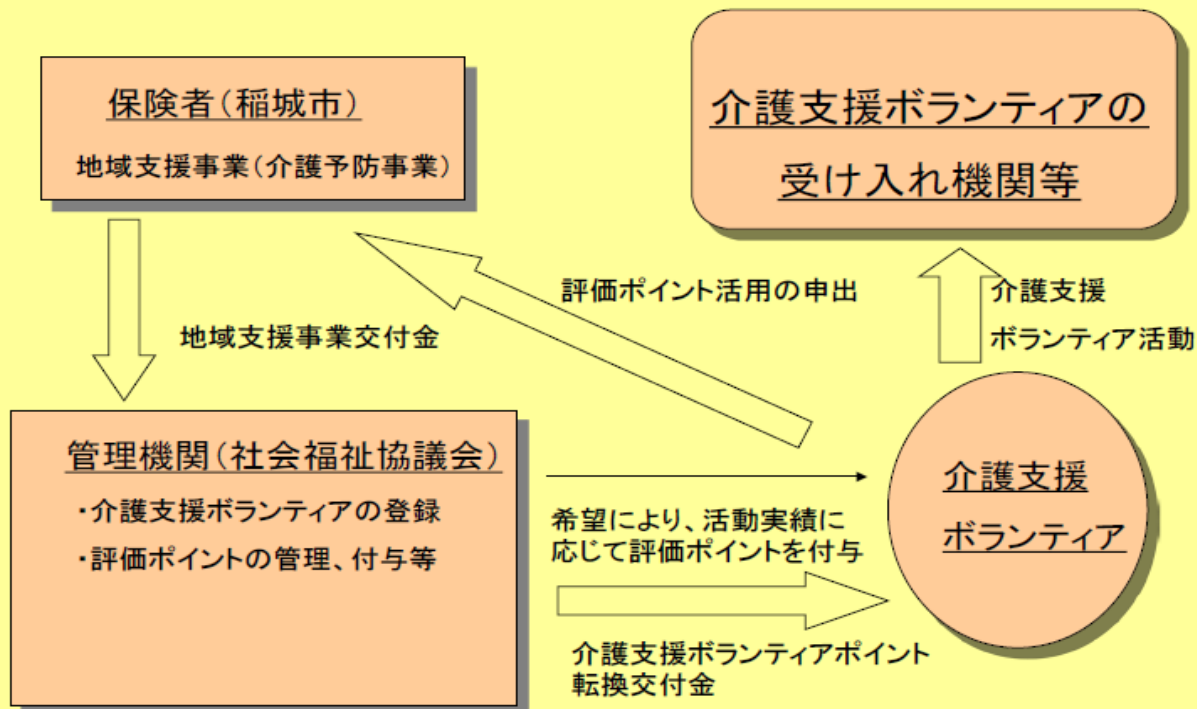 保険者(稲城市)
地域支援事業(介護予防事業)
介護支援ボランティアの
受け入れ機関等
評価ポイント活用の申出
介護支援
ボランティア活動
地域支援事業交付金
管理機関(社会福祉協議会)
・介護支援ボランティアの登録
・評価ポイントの管理、付与等
希望により、活動実績に
応じて評価ポイントを付与
介護支援
ボランティア
介護支援ボランティアポイント
転換交付金